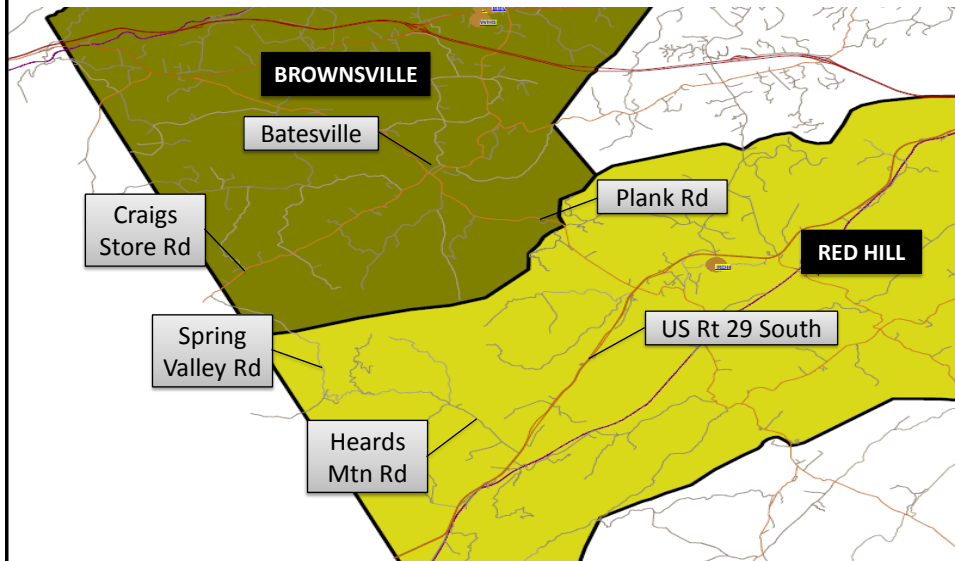 WHS
BROWNSVILLE
Batesville
Craigs
Store Rd
Plank Rd
RED HILL
Spring
Valley Rd
US Rt 29 South
Heards
Mtn Rd